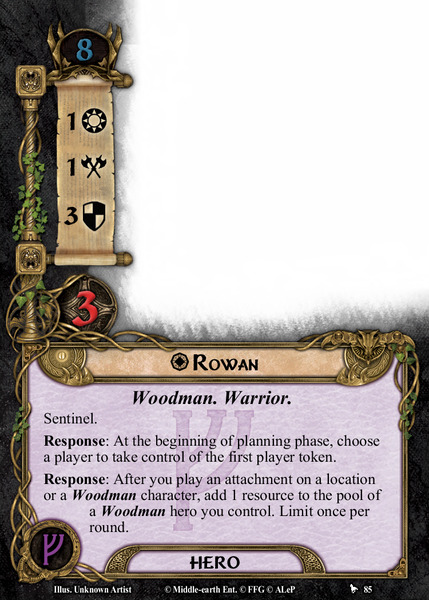 8
1
1
3
3
Rowan
Woodman. Warrior.
Sentinel.
Response: At the beginning of planning phase, choose
a player to take control of the first player token.
Response: After you play an attachment on a location
or a Woodman character, add 1 resource to the pool of
a Woodman hero you control. Limit once per
round.
HERO
Illus. Unknown Artist © Middle-earth Ent. © FFG © ALeP 85